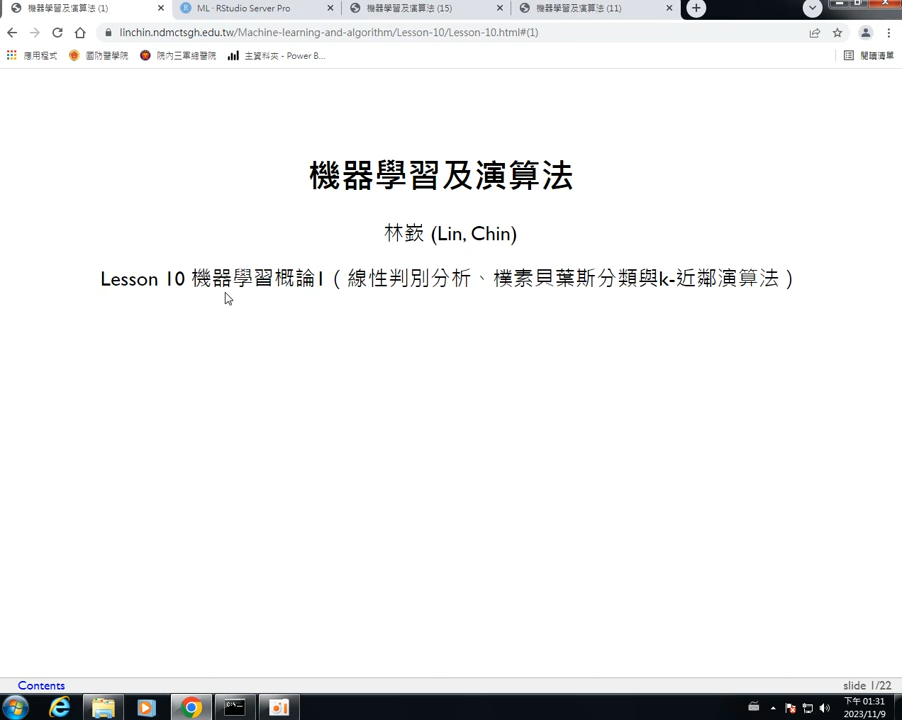 機器學習及演算法 (1)
ML · RStudio Server Pro
機器學習及演算法 (15)
機器學習及演算法 (11)
linchin.ndmctsgh.edu.tw/Machine-learning-and-algorithm/Lesson-10/Lesson-10.html#(1)
應用程式
國防醫學院
院內三軍總醫院
主資料夾 - Power B...
閱讀清單
機器學習及演算法
林嶔 (Lin, Chin)
Lesson 10 機器學習概論1（線性判別分析、樸素貝葉斯分類與k-近鄰演算法）
Contents
slide 1/22
下午 01:31
2023/11/9